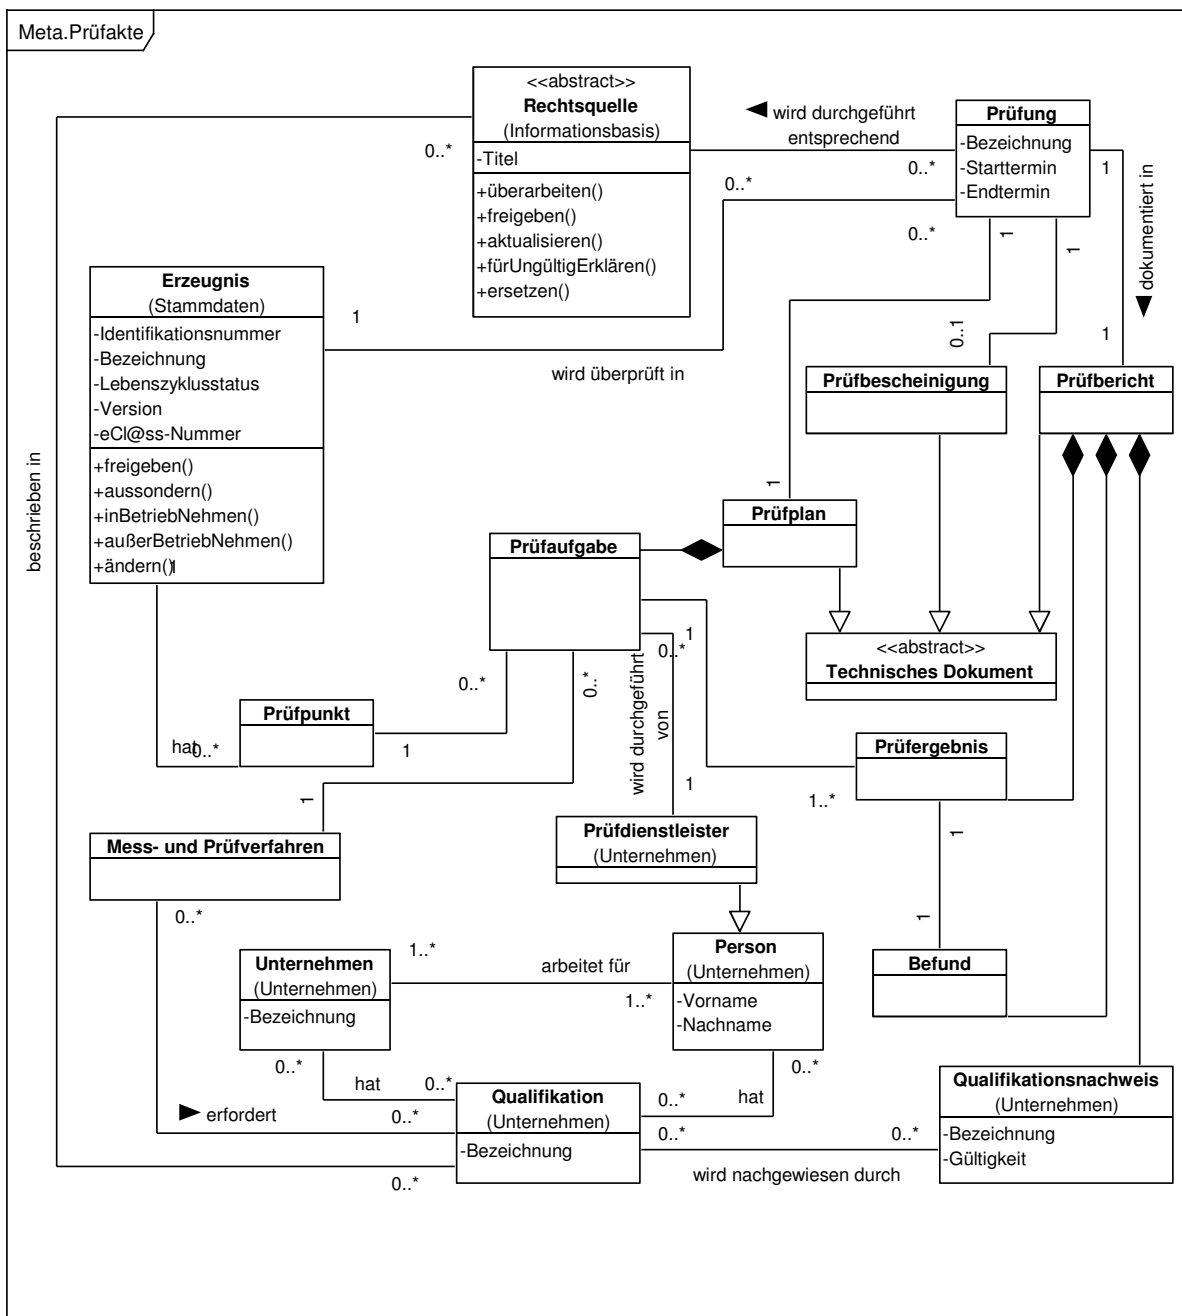 Meta.Prüfakte
<<abstract>>
Rechtsquelle
(Informationsbasis)
-Titel
+überarbeiten()
+freigeben()
+aktualisieren()
+fürUngültigErklären()
+ersetzen()
0..*
wird durchgeführt
entsprechend
0..*
0..*
Prüfung
-Bezeichnung
-Starttermin
-Endtermin
0..*
1
1
1
dokumentiert in
1
Erzeugnis
(Stammdaten)
-Identifikationsnummer
-Bezeichnung
-Lebenszyklusstatus
-Version
-eCl@ss-Nummer
+freigeben()
+aussondern()
+inBetriebNehmen()
+außerBetriebNehmen()
+ändern()
1
1
wird überprüft in
0..1
Prüfbescheinigung
Prüfbericht
beschrieben in
1
Prüfplan
Prüfaufgabe
<<abstract>>
Technisches Dokument
1
0..*
wird durchgeführt
von
1
0..*
0..*
Prüfpunkt
1
hat
0..*
1
Prüfergebnis
1..*
1
1
Mess- und Prüfverfahren
0..*
Prüfdienstleister
(Unternehmen)
Befund
Unternehmen
(Unternehmen)
-Bezeichnung
1..*
arbeitet für
1..*
Person
(Unternehmen)
-Vorname
-Nachname
0..*
hat
0..*
0..*
hat
0..*
erfordert
0..*
Qualifikation
(Unternehmen)
-Bezeichnung
0..*
0..*
0..*
wird nachgewiesen durch
Qualifikationsnachweis
(Unternehmen)
-Bezeichnung
-Gültigkeit